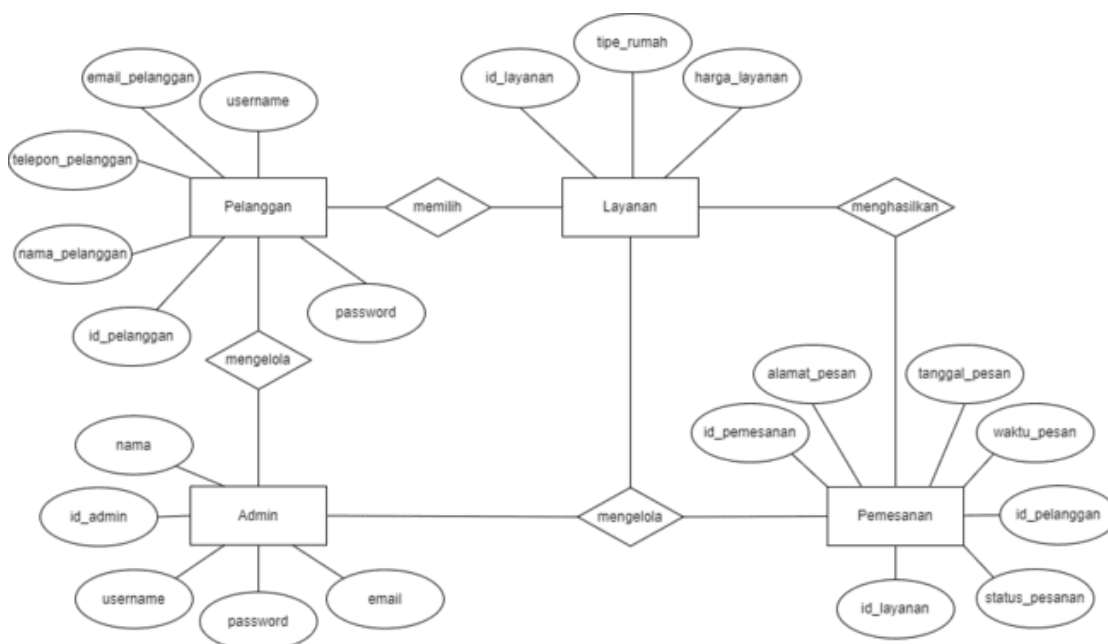 tipe_rumah
email_pelanggan
id_layanan
harga_layanan
username
telepon_pelanggan
Pelanggan
memilih
Layanan
menghasilkan
nama_pelanggan
password
id_pelanggan
mengelola
alamat_pesan
tanggal_pesan
nama
id_pemesanan
waktu_pesan
id_admin
Admin
mengelola
Pemesanan
id_pelanggan
username
password
email
id_layanan
status_pesanan